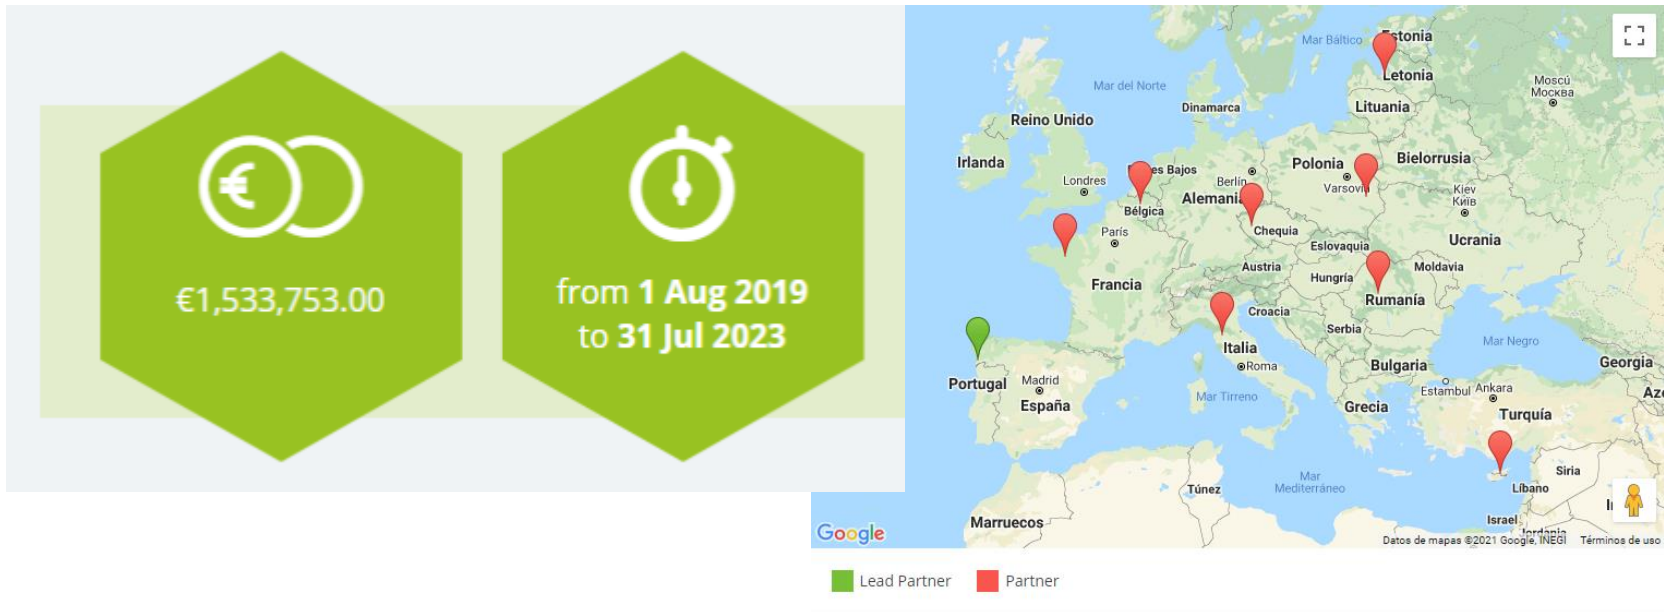 €
€1,533,753.00
from 1 Aug 2019
to 31 Jul 2023
Mar Báltico
Estonia
Letonia
Moscú
Москва
Mar del Norte
Dinamarca
Lituania
Reino Unido
Irlanda
Londres
Bajos
Berlín
Polonia
Bielorrusia
Varsovia
Kiev
Київ
Bélgica
Alemania
París
Chequia
Eslovaquia
Ucrania
Francia
Austria
Hungría
Moldavia
Rumanía
Croacia
Serbia
Italia
Roma
Mar Negro
Bulgaria
Georgia
Portugal
Madrid
España
Mar Tirreno
Estambul
Ankara
Grecia
Turquía
Túnez
Mar
Mediterráneo
Siria
Líbano
Israel
Marruecos
Google
Datos de mapas ©2021 Google, INEGI
Términos de uso
Lead Partner
Partner